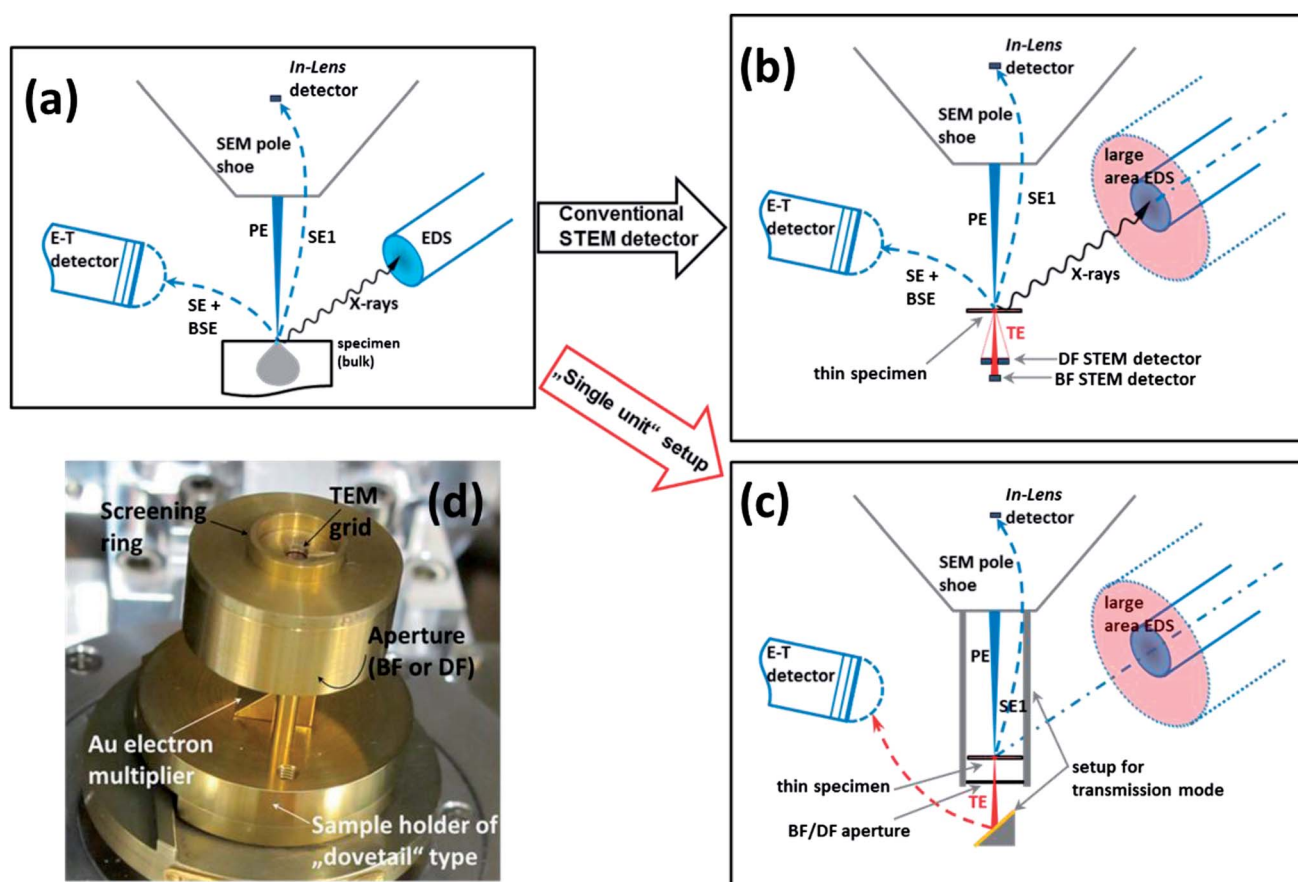 (a)
In-Lens
detector
SEM pole
shoe
PE
SE1
E-T
detector
EDS
SE +
BSE
X-rays
specimen
(bulk)
Conventional
STEM detector
„Single unit“ setup
(b)
In-Lens
detector
SEM pole
shoe
large
area EDS
PE
SE1
E-T
detector
SE +
BSE
X-rays
TE
thin specimen
DF STEM detector
BF STEM detector
(c)
In-Lens
detector
SEM pole
shoe
large
area EDS
PE
E-T
detector
SE1
thin specimen
setup for
transmission mode
TE
BF/DF aperture
(d)
Screening
ring
TEM
grid
Aperture
(BF or DF)
Au electron
multiplier
Sample holder of
„dovetail“ type